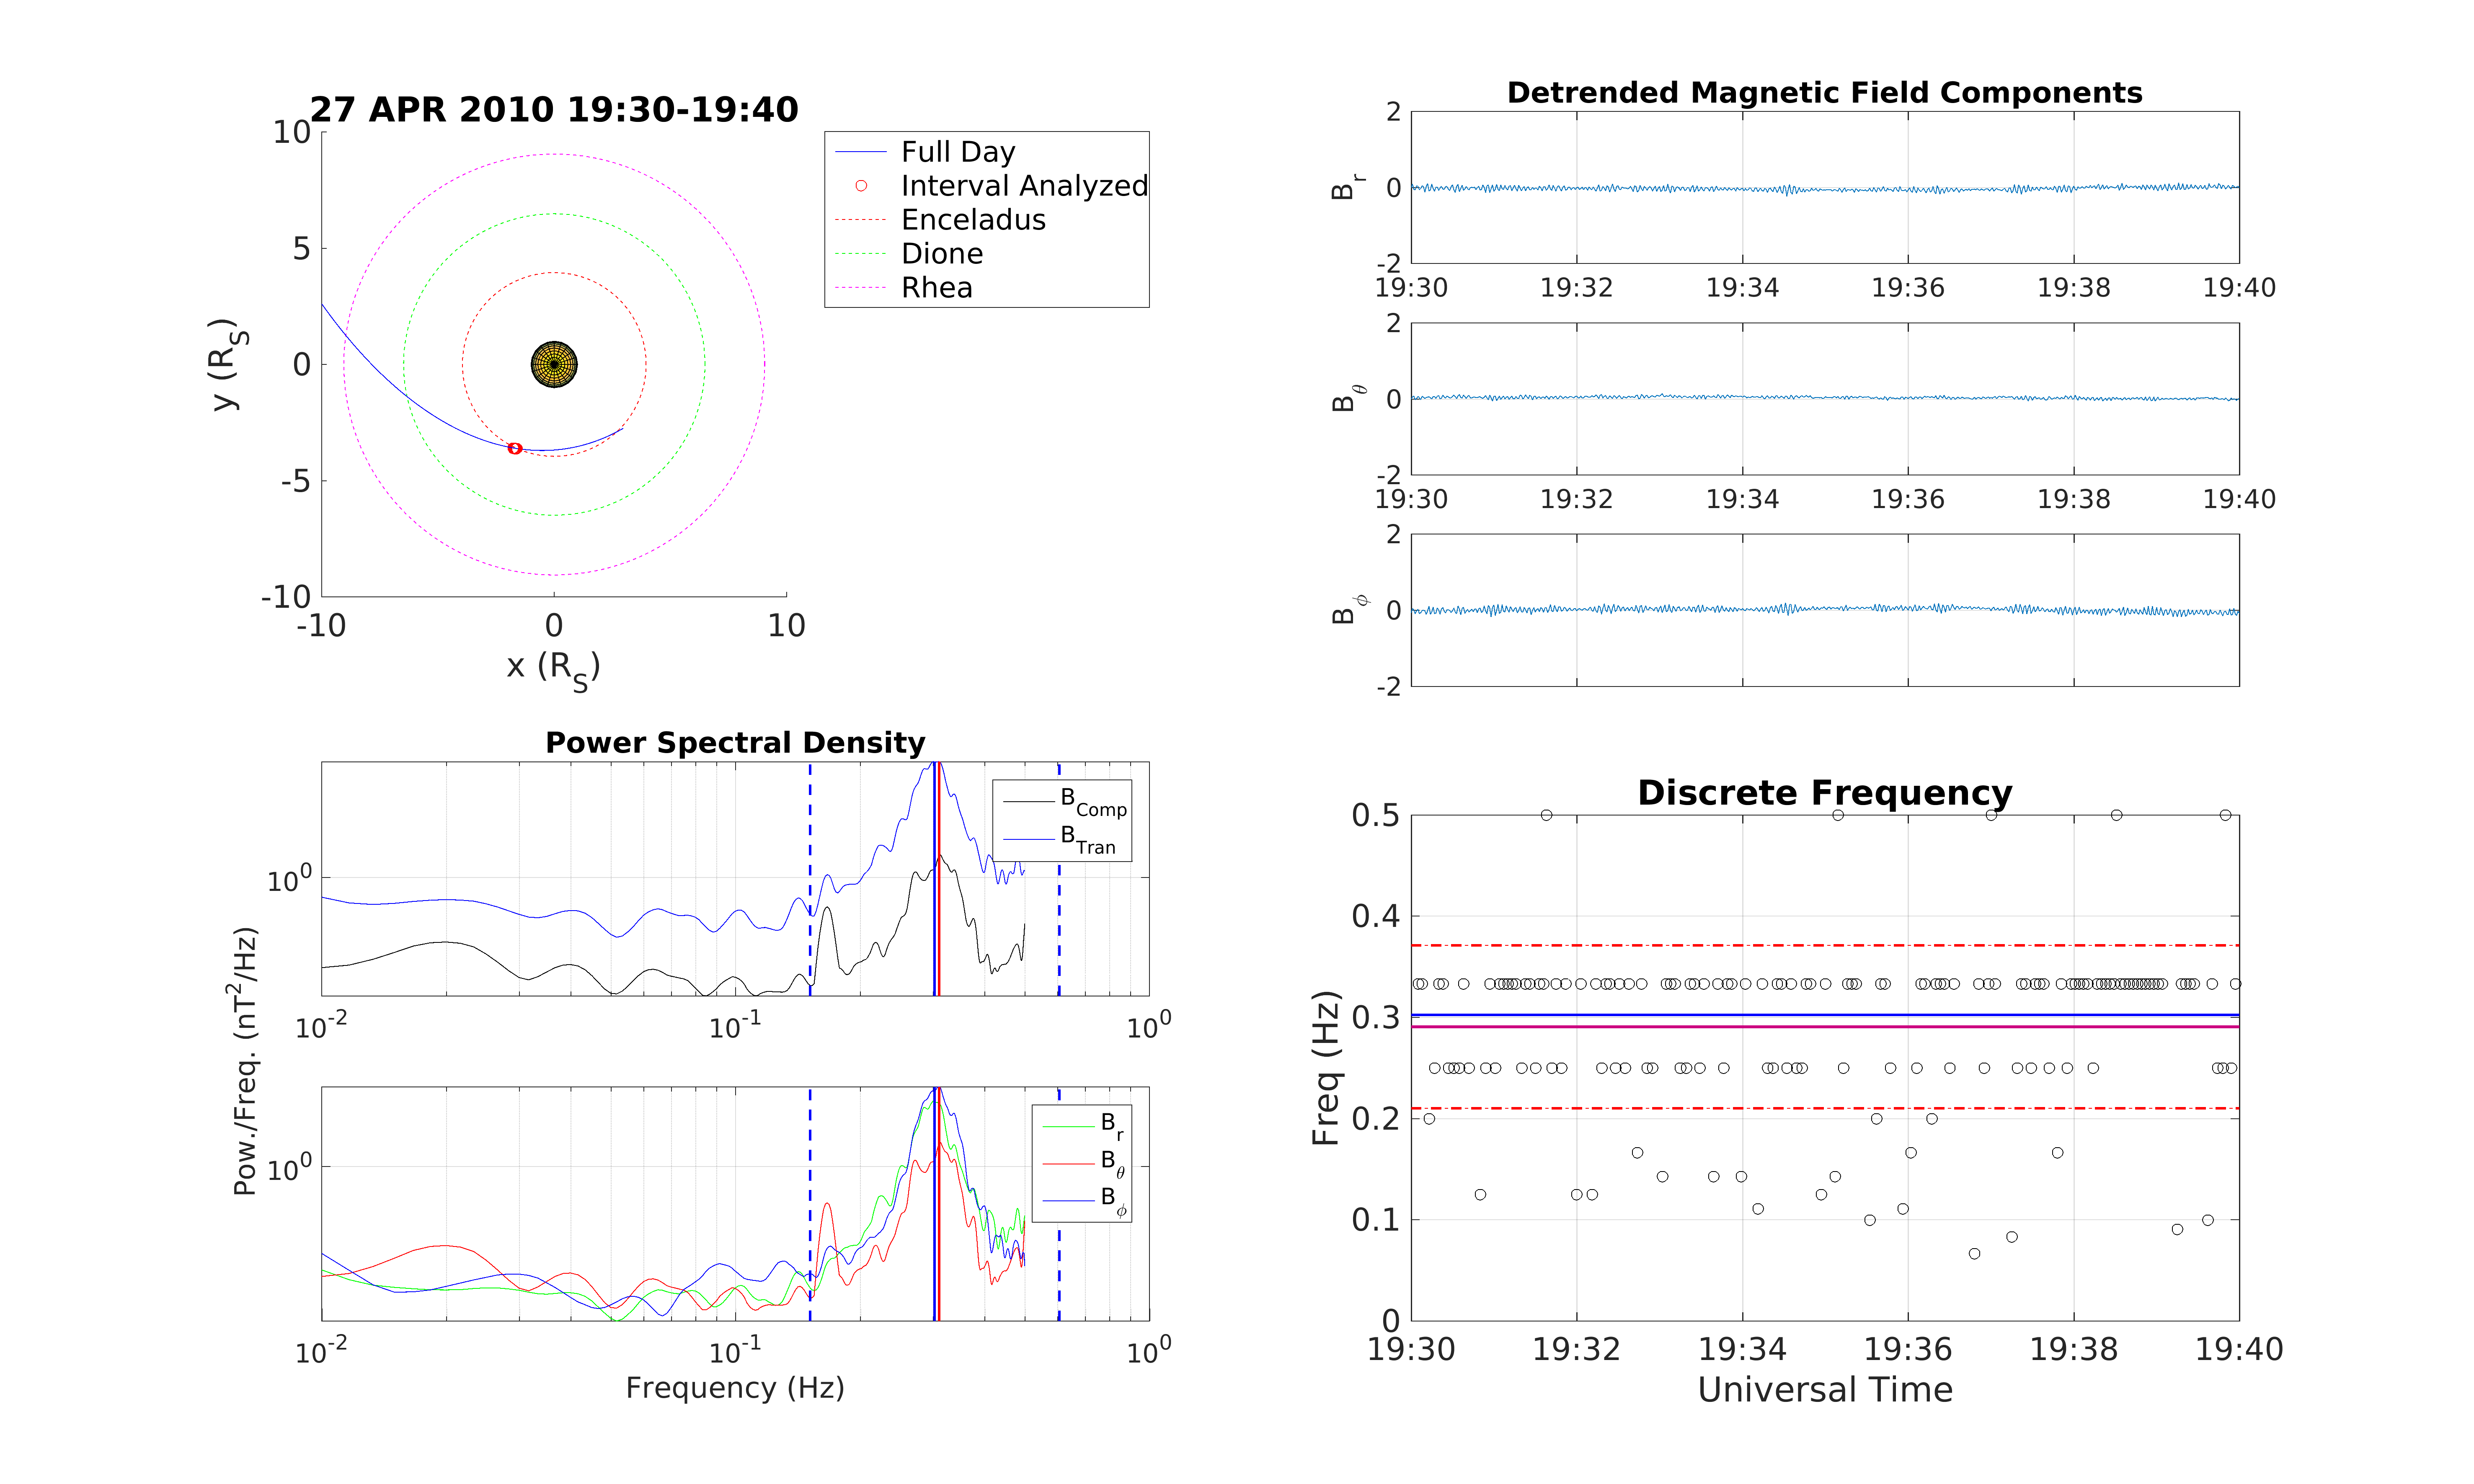 27 APR 2010 19:30-19:40
10
5
0
-5
-10
-10 0 10
y (R_S)
x (R_S)
Full Day
Interval Analyzed
Enceladus
Dione
Rhea
Detrended Magnetic Field Components
2
0
-2
B_r
19:30 19:32 19:34 19:36 19:38 19:40
2
0
-2
B_θ
19:30 19:32 19:34 19:36 19:38 19:40
2
0
-2
B_ϕ
Power Spectral Density
10^0
10^-2 10^-1 10^0
B_Comp
B_Tran
Pow./Freq. (nT^2/Hz)
10^0
10^-2 10^-1 10^0
B_r
B_θ
B_ϕ
Frequency (Hz)
Discrete Frequency
0.5
0.4
0.3
0.2
0.1
0
Freq (Hz)
19:30 19:32 19:34 19:36 19:38 19:40
Universal Time